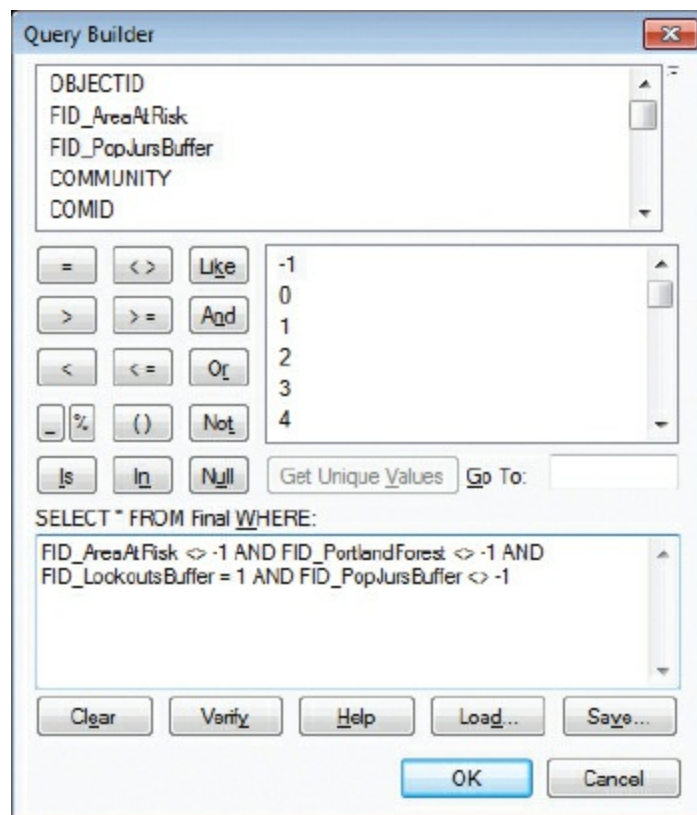 Query Builder
OBJECTID
FID_AreaAtRisk
FID_PopJursBuffer
COMMUNITY
COMID
= <> Like
> >= And
< <= Or
_ % () Not
Is In Null
-1
0
1
2
3
4
Get Unique Values Go To:
SELECT * FROM Final WHERE:
FID_AreaAtRisk <> -1 AND FID_PortlandForest <> -1 AND
FID_LookoutsBuffer = 1 AND FID_PopJursBuffer <> -1
Clear Verify Help Load... Save...
OK Cancel